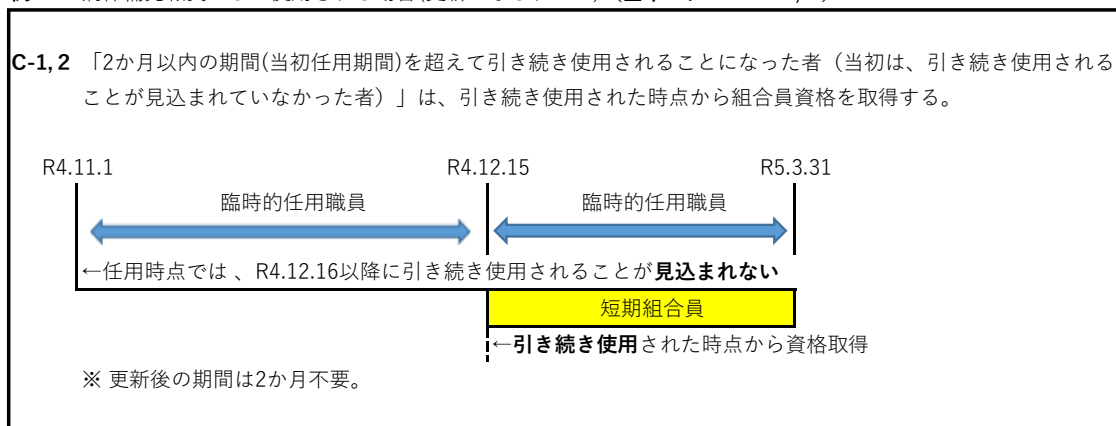 C-1,2 「2か月以内の期間(当初任用期間)を超えて引き続き使用されることになった者（当初は、引き続き使用される
ことが見込まれていなかった者）」は、引き続き使用された時点から組合員資格を取得する。
R4.11.1 R4.12.15 R5.3.31
臨時的任用職員 臨時的任用職員
←任用時点では 、R4.12.16以降に引き続き使用されることが見込まれない
短期組合員
←引き続き使用された時点から資格取得
※ 更新後の期間は2か月不要。